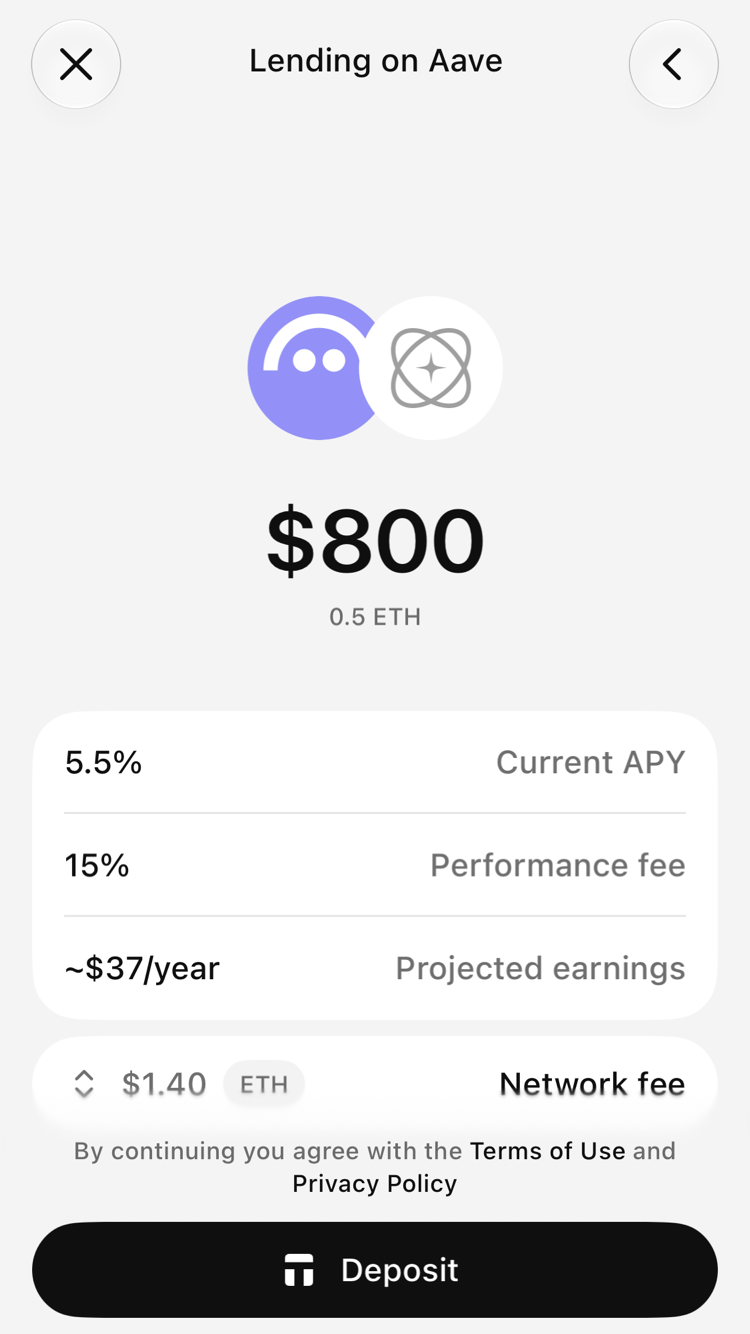 Lending on Aave
$800
0.5 ETH
5.5% Current APY
15% Performance fee
~$37/year Projected earnings
$1.40 ETH Network fee
By continuing you agree with the Terms of Use and
Privacy Policy
Deposit